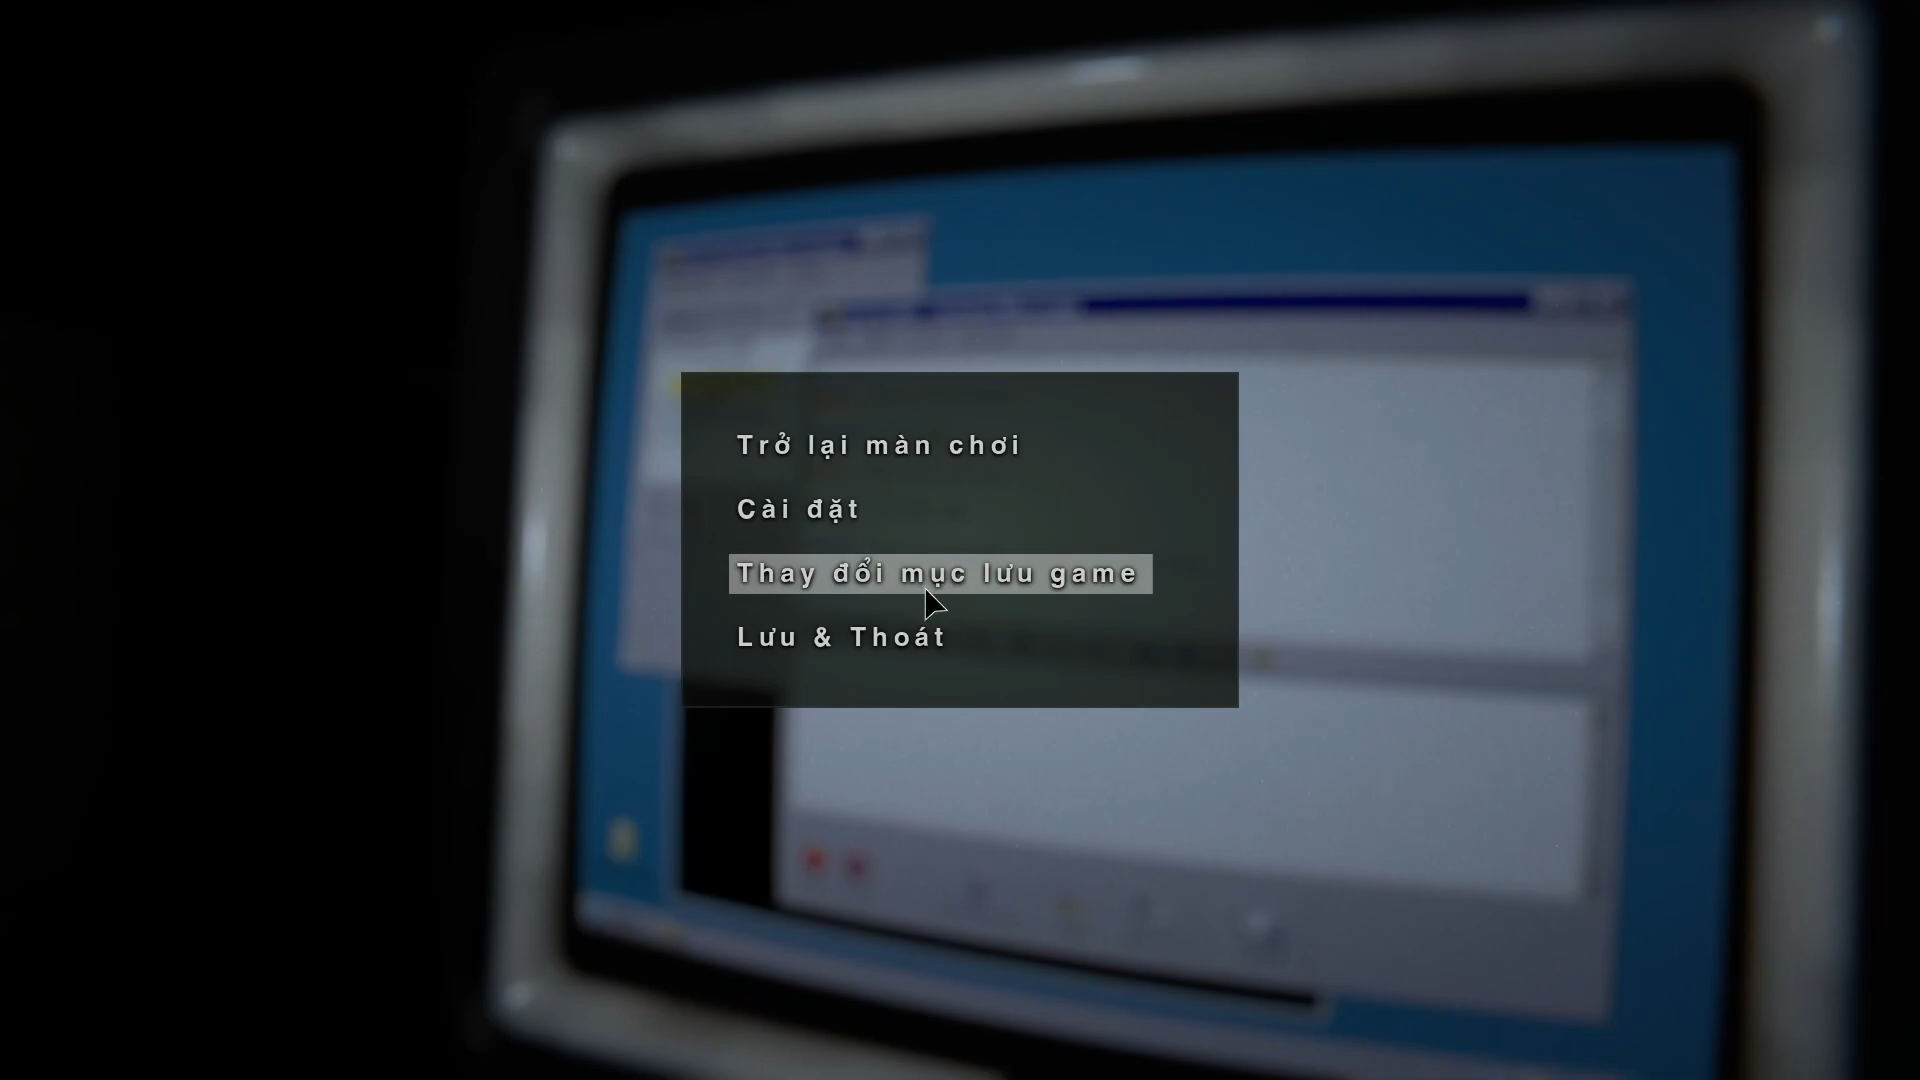 Trở lại màn chơi
Cài đặt
Thay đổi mục lưu game
Lưu & Thoát